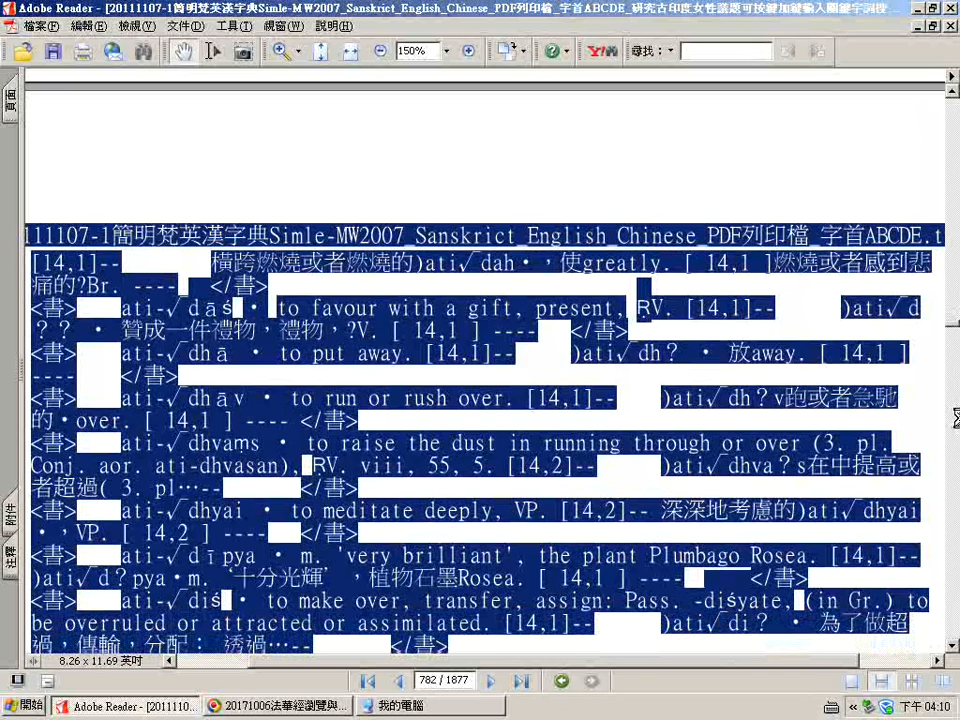 Adobe Reader - [20111107-1簡明梵英漢字典Simle-MW2007_Sanskrict_English_Chinese_PDF列印檔_字首ABCDE_研究古印度女性議題可按鍵加鍵輸入關鍵字詞搜
檔案(F) 編輯(E) 檢視(V) 文件(D) 工具(T) 視窗(W) 說明(H)
150% 尋找:
頁面
111107-1簡明梵英漢字典Simle-MW2007_Sanskrict_English_Chinese_PDF列印檔_字首ABCDE.t
[14,1]-- 橫跨燃燒或者燃燒的)ati√dah‧,使greatly. [ 14,1 ]燃燒或者感到悲
痛的?Br. ---- </書>
<書> ati-√dāś ‧ to favour with a gift, present, RV. [14,1]-- )ati√d
?? ‧ 贊成一件禮物,禮物,?V. [ 14,1 ] ---- </書>
<書> ati-√dhā ‧ to put away. [14,1]-- )ati√dh? ‧ 放away. [ 14,1 ]
---- </書>
<書> ati-√dhāv ‧ to run or rush over. [14,1]-- )ati√dh?v跑或者急馳
的‧over. [ 14,1 ] ---- </書>
<書> ati-√dhvaṃs ‧ to raise the dust in running through or over (3. pl.
Conj. aor. ati-dhvasan), RV. viii, 55, 5. [14,2]-- )ati√dhva?s在中提高或
者超過( 3. pl…-- </書>
<書> ati-√dhyai ‧ to meditate deeply, VP. [14,2]-- 深深地考慮的)ati√dhyai
‧,VP. [ 14,2 ] ---- </書>
<書> ati-√dīpya ‧ m. 'very brilliant', the plant Plumbago Rosea. [14,1]--
)ati√d?pya‧m. ‵十分光輝′,植物石墨Rosea. [ 14,1 ] ---- </書>
<書> ati-√diś ‧ to make over, transfer, assign: Pass. -diśyate, (in Gr.) to
be overruled or attracted or assimilated. [14,1]-- )ati√di? ‧ 為了做超
過,傳輸,分配: 透過…-- </書>
附件
注釋
8.26 x 11.69 英吋
782 / 1877
開始 Adobe Reader - [2011110... 20171006法華經瀏覽與... 我的電腦 « 下午 04:10